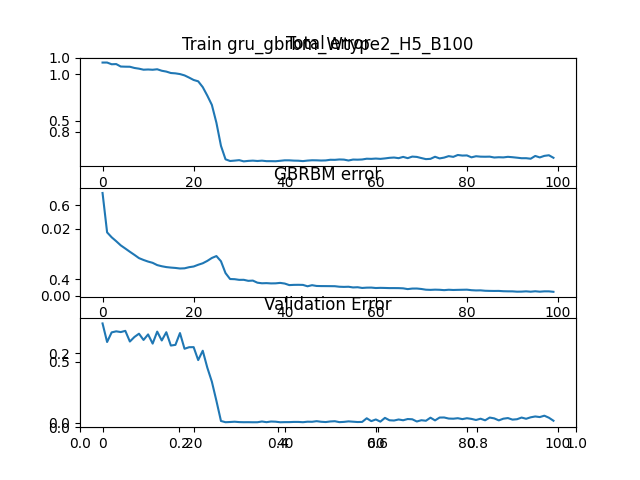 Train gru_gbrbm_Wtype2_H5_B100
Total error
1.0
1.0
0.5
0.8
0 20 40 60 80 100
GBRBM error
0.6
0.02
0.4
0.00
0 20 40 60 80 100
Validation Error
0.2
0.5
0.0
0.0
0.0 0 0.2 20 0.4 40 0.6 60 0.8 80 100 1.0